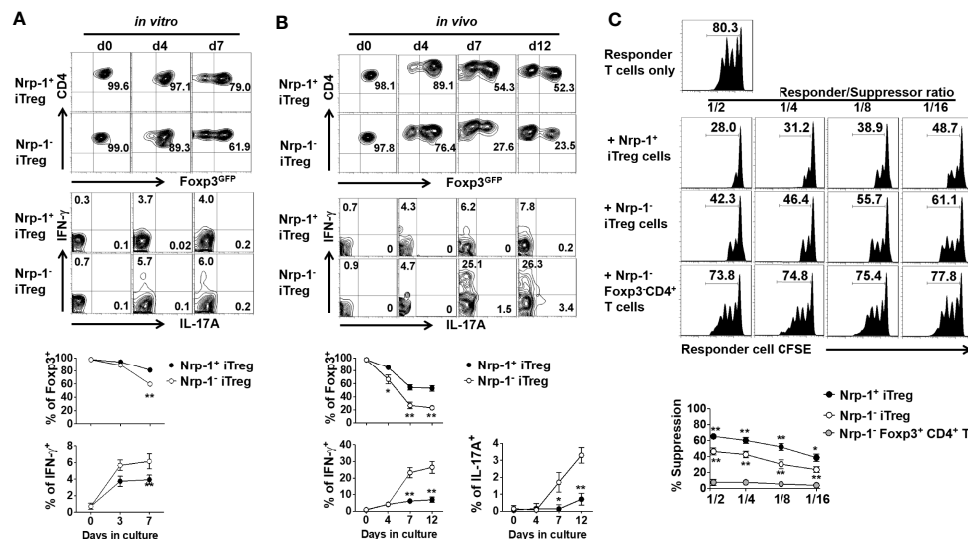 A
in vitro
d0 d4 d7
Nrp-1+ iTreg
CD4
99.6 97.1 79.0
Nrp-1- iTreg
99.0 89.3 61.9
Foxp3GFP
Nrp-1+ iTreg
IFN-γ
0.3 3.7 4.0
0.1 0.02 0.2
Nrp-1- iTreg
0.7 5.7 6.0
0.1 0.1 0.2
IL-17A
% of Foxp3+
100
80
60
40
20
0
**
Nrp-1+ iTreg
Nrp-1- iTreg
% of IFN-γ+
8
6
4
2
0
**
0 3 7
Days in culture
B
in vivo
d0 d4 d7 d12
Nrp-1+ iTreg
CD4
98.1 89.1 54.3 52.3
Nrp-1- iTreg
97.8 76.4 27.6 23.5
Foxp3GFP
Nrp-1+ iTreg
IFN-γ
0.7 4.3 6.2 7.8
0 0 0 0.2
Nrp-1- iTreg
0.9 4.7 25.1 26.3
0 0 1.5 3.4
IL-17A
% of Foxp3+
100
80
60
40
20
0
* ** **
Nrp-1+ iTreg
Nrp-1- iTreg
% of IFN-γ+
40
30
20
10
0
** **
0 4 7 12
Days in culture
% of IL-17A+
4
3
2
1
0
* **
0 4 7 12
Days in culture
C
Responder T cells only
80.3
Responder/Suppressor ratio
1/2 1/4 1/8 1/16
+ Nrp-1+ iTreg cells
28.0 31.2 38.9 48.7
+ Nrp-1- iTreg cells
42.3 46.4 55.7 61.1
+ Nrp-1- Foxp3-CD4+ T cells
73.8 74.8 75.4 77.8
Responder cell CFSE
% Suppression
100
80
60
40
20
0
** ** ** *
** ** ** **
1/2 1/4 1/8 1/16
Nrp-1+ iTreg
Nrp-1- iTreg
Nrp-1- Foxp3+ CD4+ T